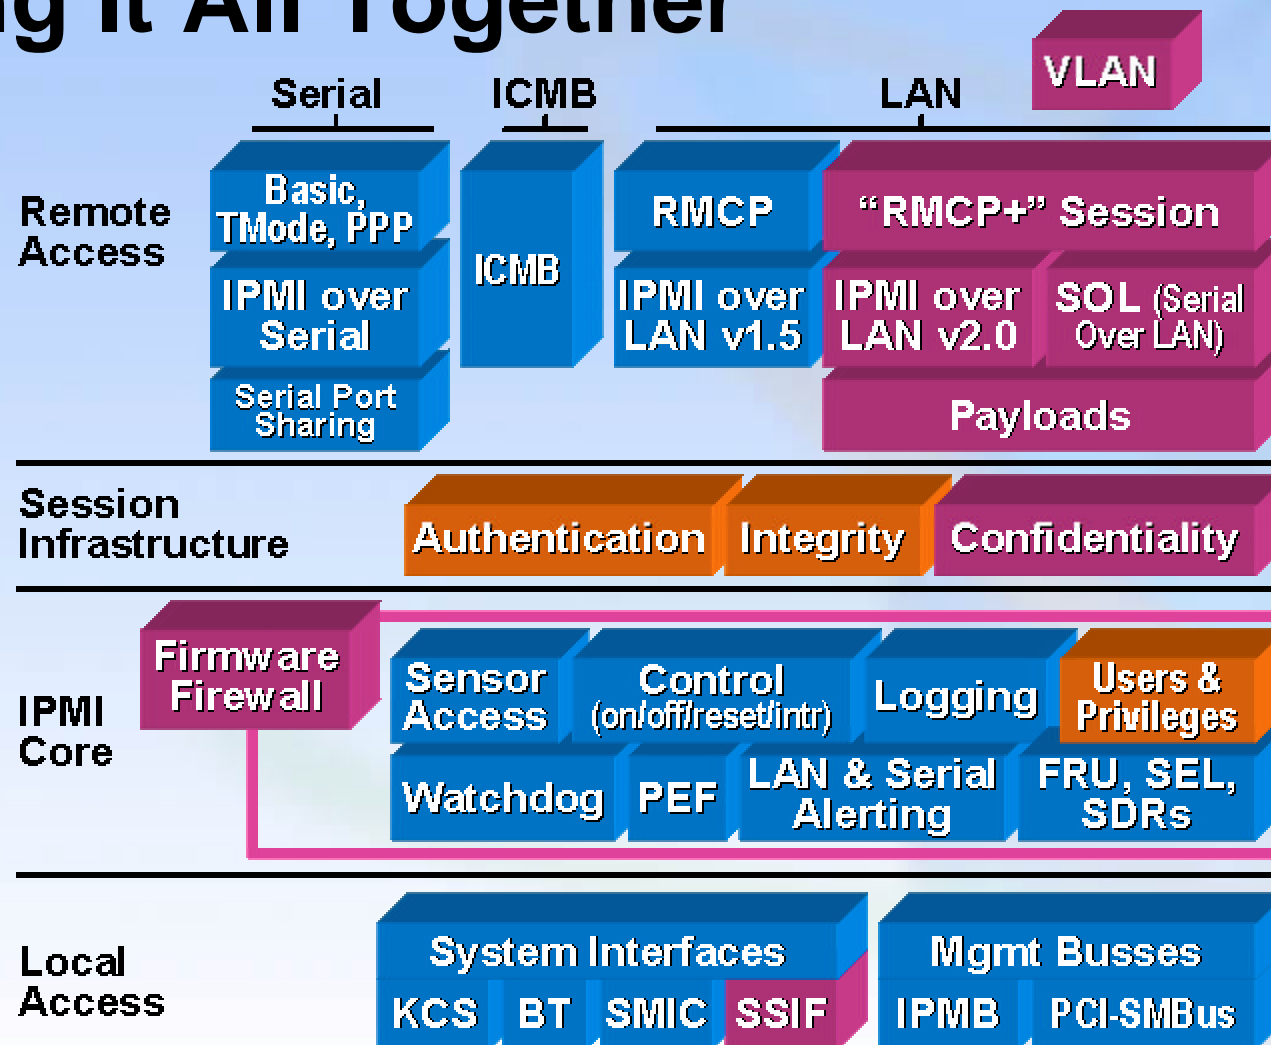 ng It All Together
VLAN
Serial
ICMB
LAN
Remote
Access
Basic,
TMode, PPP
IPMI over
Serial
Serial Port
Sharing
ICMB
RMCP
IPMI over
LAN v1.5
“RMCP+” Session
IPMI over
LAN v2.0
SOL (Serial
Over LAN)
Payloads
Session
Infrastructure
Authentication
Integrity
Confidentiality
IPMI
Core
Firmware
Firewall
Sensor
Access
Control
(on/off/reset/intr)
Logging
Users &
Privileges
Watchdog
PEF
LAN & Serial
Alerting
FRU, SEL,
SDRs
Local
Access
System Interfaces
KCS
BT
SMIC
SSIF
Mgmt Busses
IPMB
PCI-SMBus